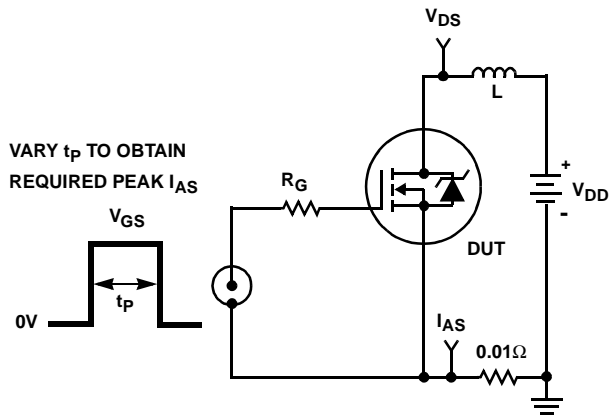 VDS
L
VARY tP TO OBTAIN
REQUIRED PEAK IAS
RG
+
VDD
-
VGS
DUT
tP
0V
IAS
0.01Ω